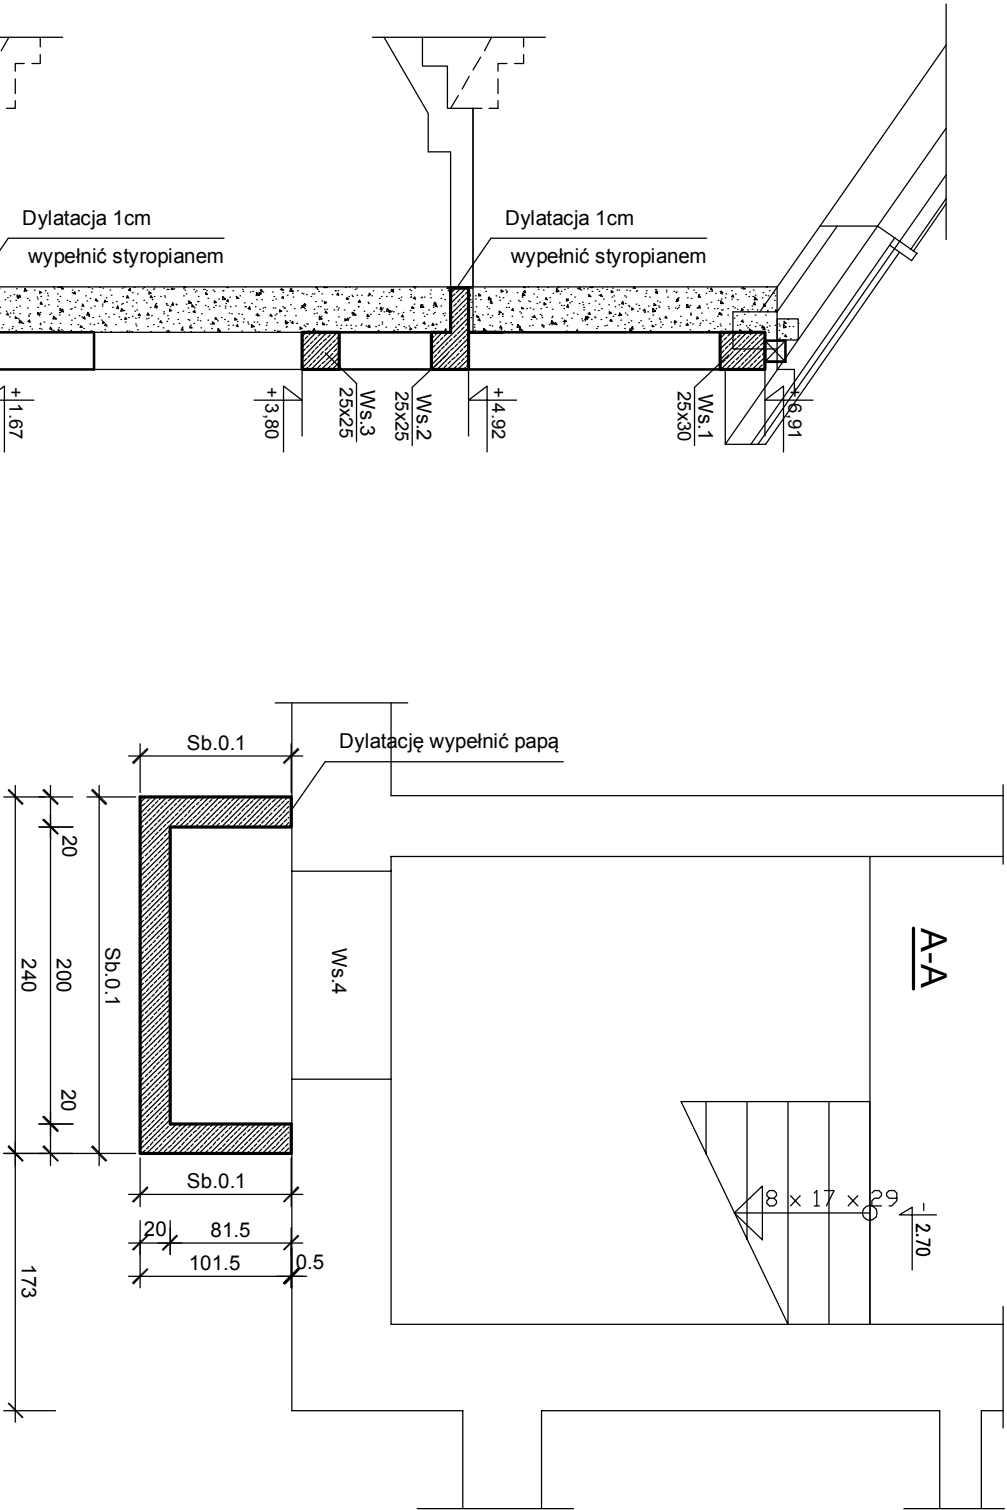 Dylatacja 1cm
wypełnić styropianem
Dylatacja 1cm
wypełnić styropianem
+1.67
+3,80
Ws.3
25x25
Ws.2
25x25
+4.92
Ws.1
25x30
+6,91
Sb.0.1
Dylatację wypełnić papą
20
200
20
240
Sb.0.1
Ws.4
A-A
Sb.0.1
20
81.5
101.5
0.5
173
8 x 17 x 29
-2.70